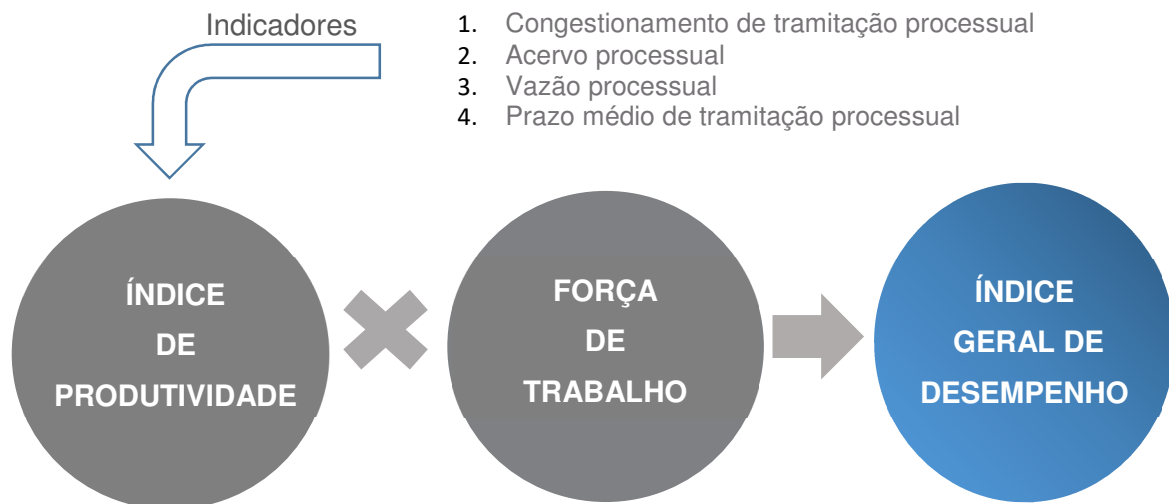 Indicadores
1. Congestionamento de tramitação processual
2. Acervo processual
3. Vazão processual
4. Prazo médio de tramitação processual
ÍNDICE
DE
PRODUTIVIDADE
FORÇA
DE
TRABALHO
ÍNDICE
GERAL DE
DESEMPENHO